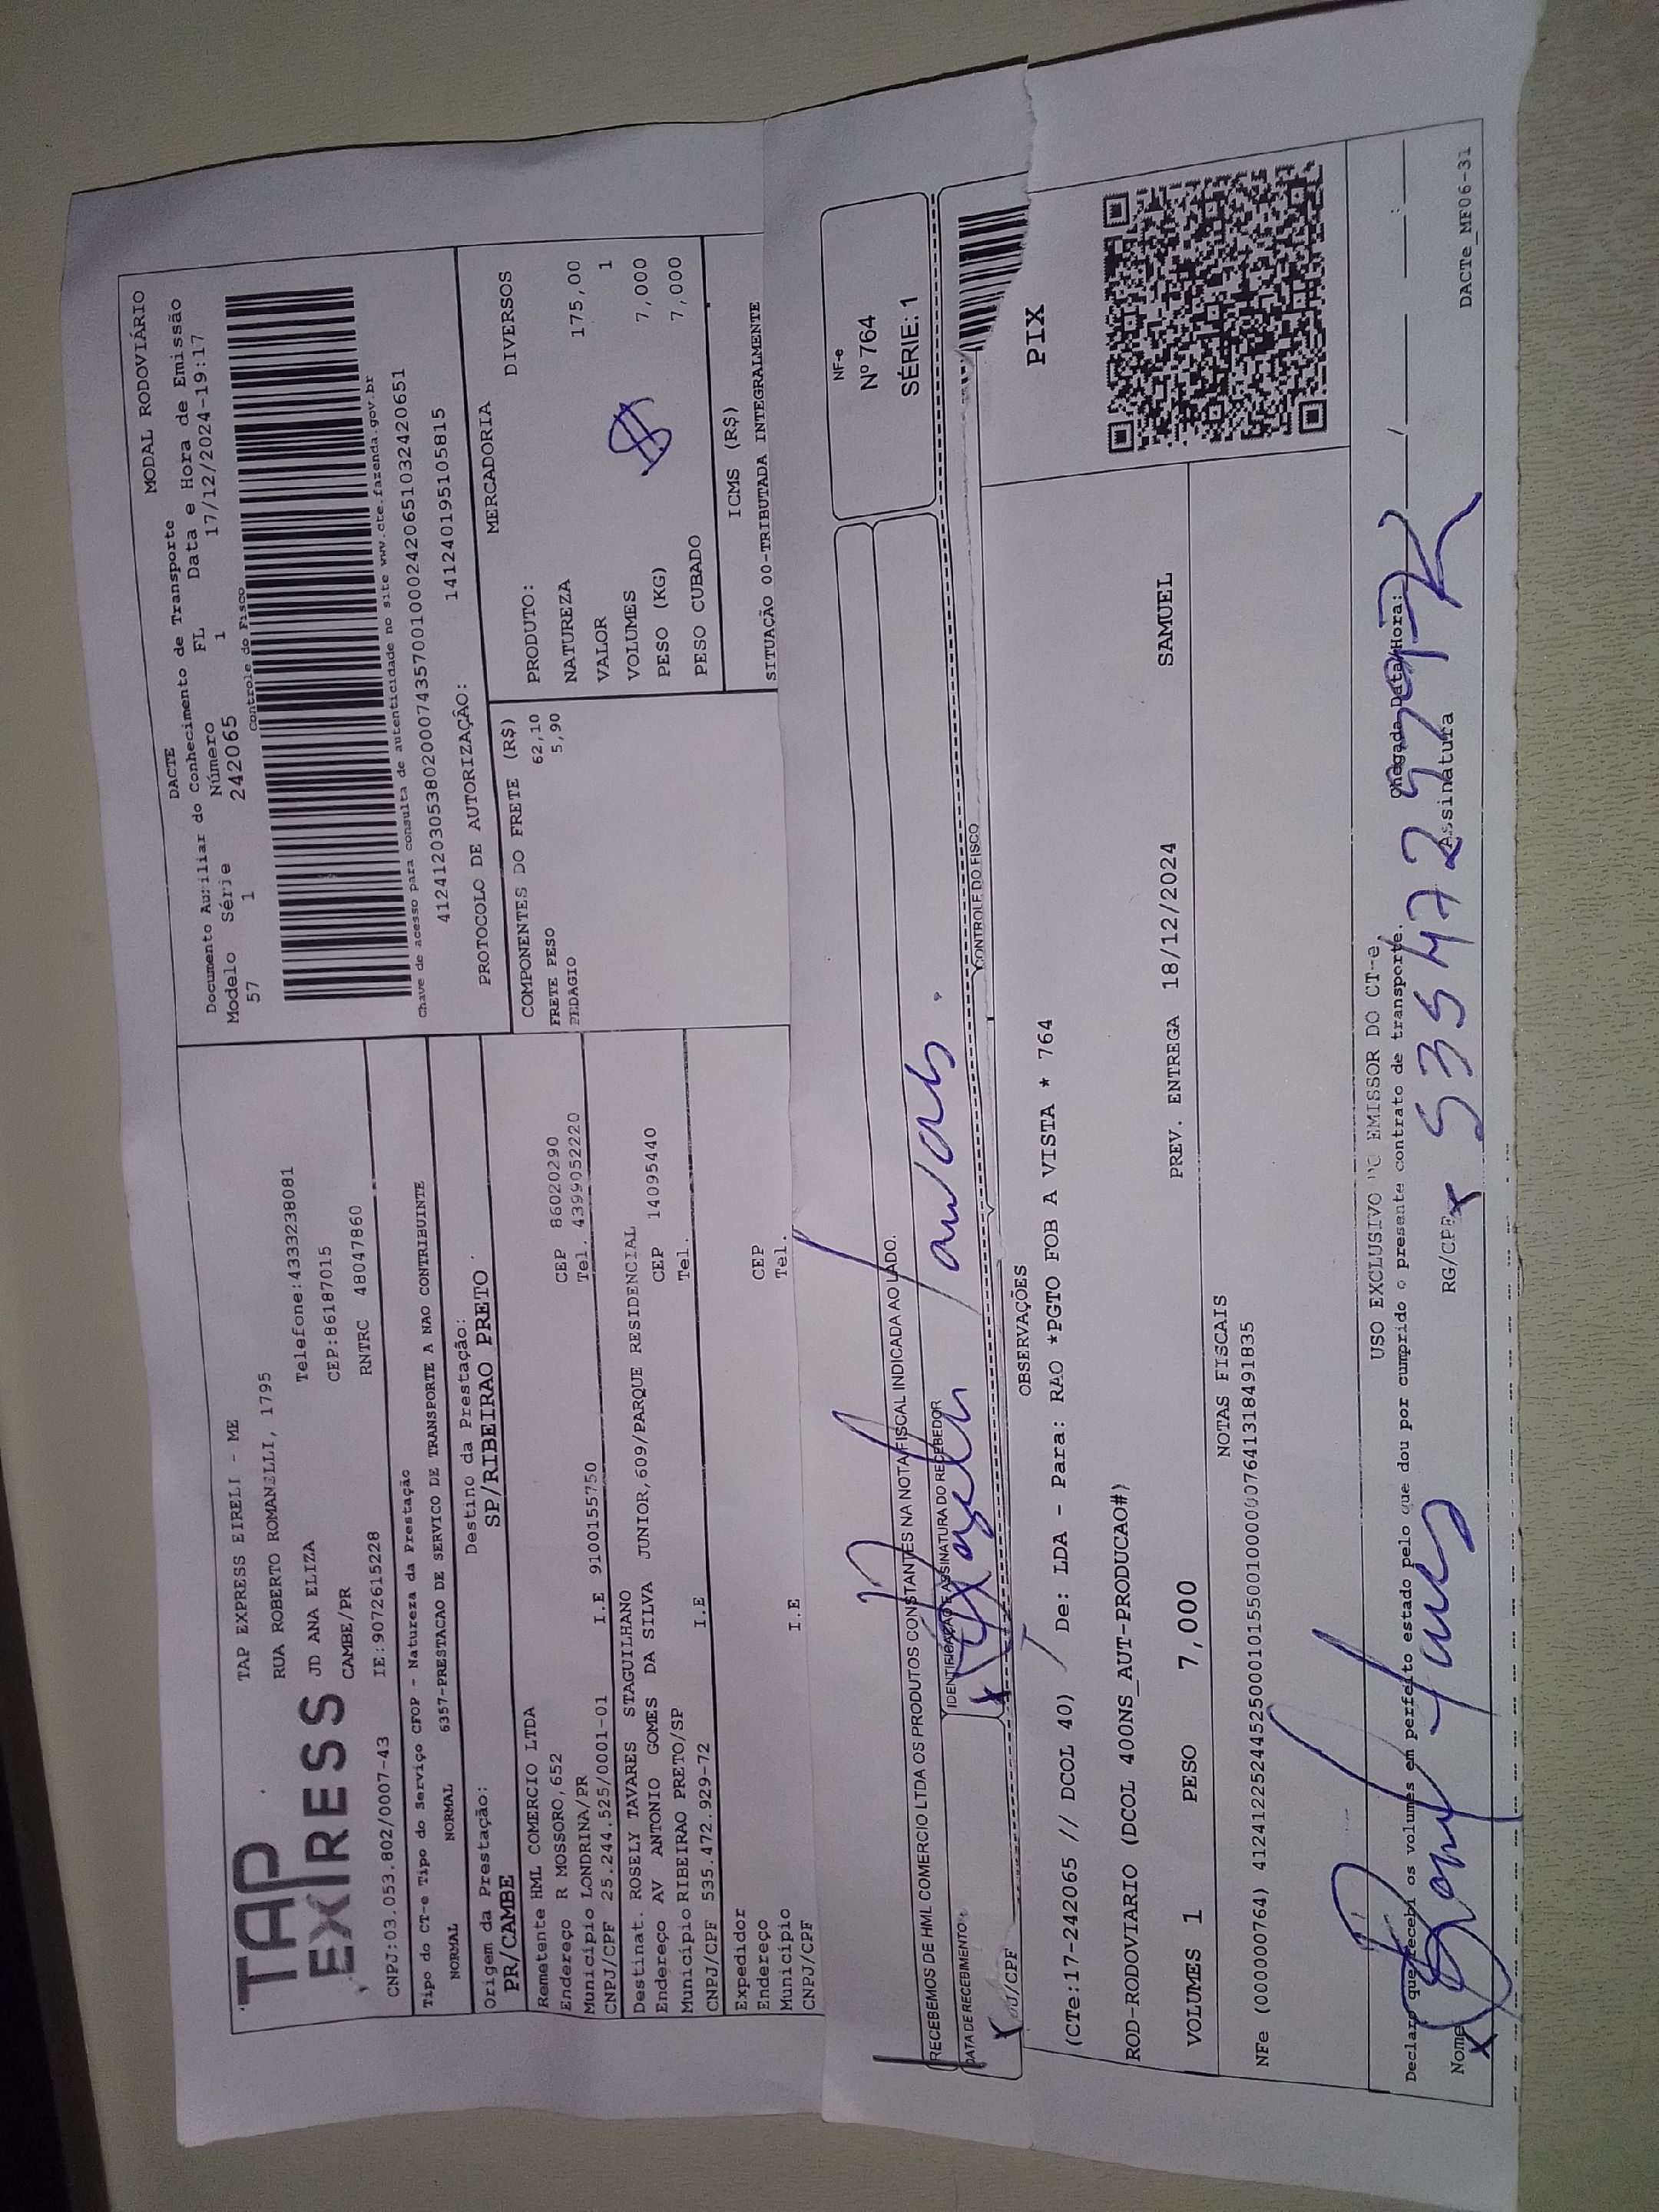 TAP
EXPRESS
TAP EXPRESS EIRELI - ME
RUA ROBERTO ROMANELLI, 1795
Telefone:4333238081
JD ANA ELIZA
CEP:86187015
CAMBE/PR
RNTRC 48047860
CNPJ:03.053.802/0007-43
IE:9072615228
Tipo do CT-e Tipo do Serviço CFOP - Natureza da Prestação
NORMAL NORMAL 6357-PRESTACAO DE SERVICO DE TRANSPORTE A NAO CONTRIBUINTE
Origem da Prestação: Destino da Prestação:
PR/CAMBE SP/RIBEIRAO PRETO
Remetente HML COMERCIO LTDA
Endereço R MOSSORO,652 CEP 86020290
Município LONDRINA/PR Tel. 43990522220
CNPJ/CPF 25.244.525/0001-01 I.E 9100155750
Destinat. ROSELY TAVARES STAGUILHANO
Endereço AV ANTONIO GOMES DA SILVA JUNIOR,609/PARQUE RESIDENCIAL
Município RIBEIRAO PRETO/SP CEP 14095440
CNPJ/CPF 535.472.929-72 I.E Tel.
Expedidor
Endereço CEP
Município Tel.
CNPJ/CPF I.E
DACTE MODAL RODOVIÁRIO
Documento Auxiliar do Conhecimento de Transporte
Modelo Série Número FL Data e Hora de Emissão
57 1 242065 1 17/12/2024-19:17
Controle do Fisco
Chave de acesso para consulta de autenticidade no site www.cte.fazenda.gov.br
41241203053802000743570010002420651032420651
PROTOCOLO DE AUTORIZAÇÃO: 141240195105815
COMPONENTES DO FRETE (R$)
FRETE PESO 62,10
PEDAGIO 5,90
MERCADORIA
PRODUTO: DIVERSOS
NATUREZA
VALOR 175,00
VOLUMES 1
PESO (KG) 7,000
PESO CUBADO 7,000
ICMS (R$)
SITUAÇÃO 00-TRIBUTADA INTEGRALMENTE
RECEBEMOS DE HML COMERCIO LTDA OS PRODUTOS CONSTANTES NA NOTA FISCAL INDICADA AO LADO.
DATA DE RECEBIMENTO IDENTIFICAÇÃO E ASSINATURA DO RECEBEDOR
NF-e
Nº 764
SÉRIE: 1
CONTROLE DO FISCO
/CPF
OBSERVAÇÕES
PIX
(CTe:17-242065 // DCOL 40) De: LDA - Para: RAO *PGTO FOB A VISTA * 764
ROD-RODOVIARIO (DCOL 400NS_AUT-PRODUCAO#)
VOLUMES 1 PESO 7,000 PREV. ENTREGA 18/12/2024 SAMUEL
NOTAS FISCAIS
NFe (000000764) 41241225244525000101550010000007641318491835
USO EXCLUSIVO DO EMISSOR DO CT-e
Declaro que recebi os volumes em perfeito estado pelo que dou por cumprido o presente contrato de transporte.
Chegada Data/Hora:
Nome RG/CPF Assinatura
DACTe_MF06-31